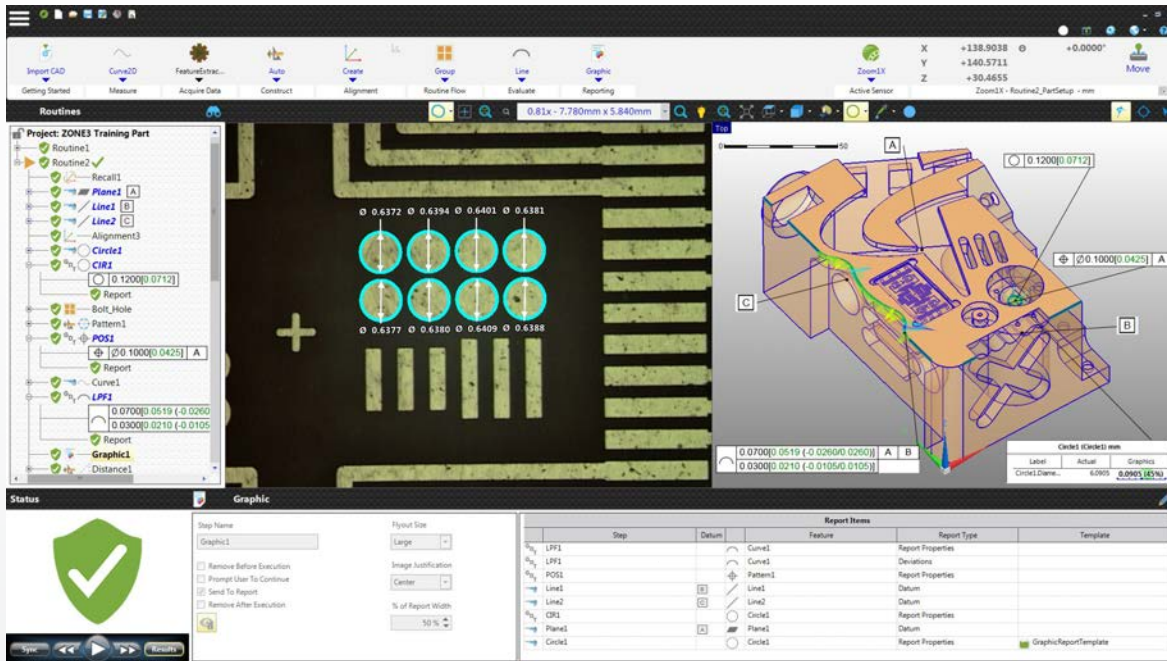 Import CAD
Curve2D
FeatureExtrac...
Auto
Create
Group
Line
Graphic
Zoom1X
X +138.9038 Θ +0.0000°
Y +140.5711
Z +30.4655
Move
Getting Started
Measure
Acquire Data
Construct
Alignment
Routine Flow
Evaluate
Reporting
Active Sensor
Zoom1X - Routine2_PartSetup - mm
Routines
0.81x - 7.780mm x 5.840mm
Project: ZONE3 Training Part
Routine1
Routine2
Recall1
Plane1 A
Line1 B
Line2 C
Alignment3
Circle1
CIR1
0.1200[0.0712]
Report
Bolt_Hole
Pattern1
POS1
Ø0.1000[0.0425] A
Report
Curve1
LPF1
0.0700[0.0519 (-0.0260
0.0300[0.0210 (-0.0105
Report
Graphic1
Distance1
Ø 0.6372 Ø 0.6394 Ø 0.6401 Ø 0.6381
Ø 0.6377 Ø 0.6380 Ø 0.6409 Ø 0.6388
Top
0 50
A
0.1200[0.0712]
Ø0.1000[0.0425] A
C
B
0.0700[0.0519 (-0.0260/0.0260)] A B
0.0300[0.0210 (-0.0105/0.0105)]
Circle1 (Circle1) mm
Label Actual Graphics
Circle1.Diame... 6.0905 0.0905 (45%)
Status
Graphic
Step Name
Graphic1
Remove Before Execution
Prompt User To Continue
Send To Report
Remove After Execution
Flyout Size
Large
Image Justification
Center
% of Report Width
50 %
Report Items
Step Datum Feature Report Type Template
LPF1 Curve1 Report Properties
LPF1 Curve1 Deviations
POS1 Pattern1 Report Properties
Line1 B Line1 Datum
Line2 C Line2 Datum
CIR1 Circle1 Report Properties
Plane1 A Plane1 Datum
Circle1 Circle1 Report Properties GraphicReportTemplate
Sync Results